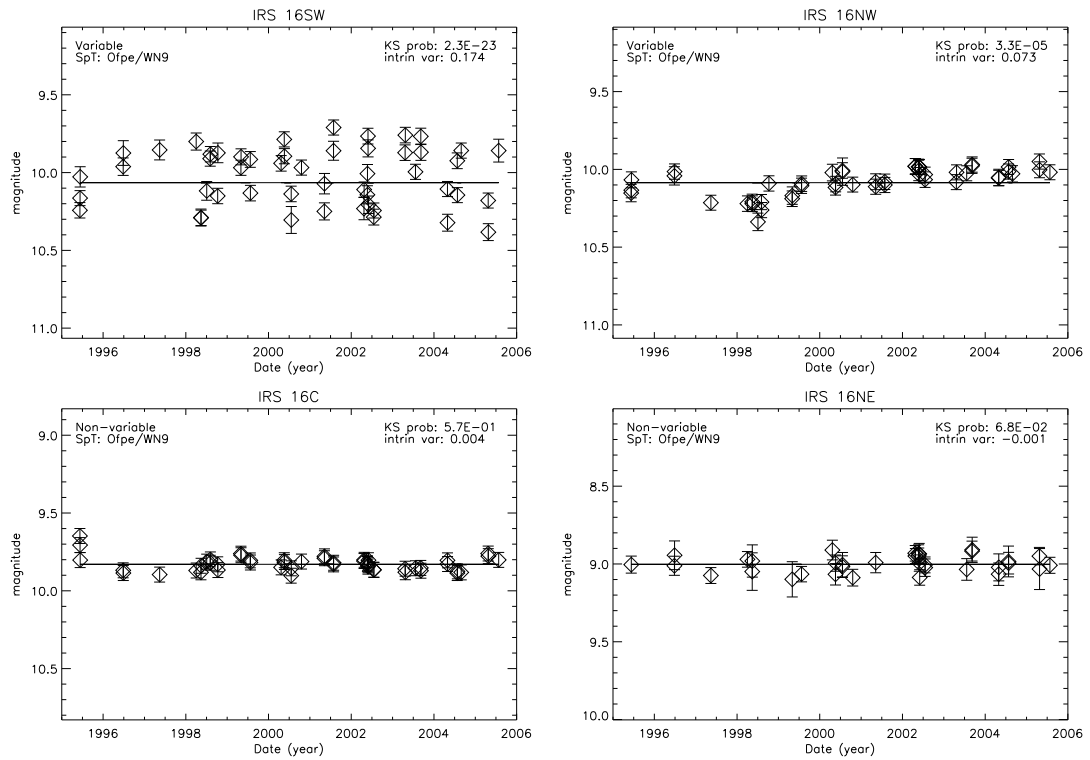 IRS 16SW
Variable
SpT: Ofpe/WN9
KS prob: 2.3E-23
intrin var: 0.174
9.5
10.0
10.5
11.0
magnitude
1996 1998 2000 2002 2004 2006
Date (year)
IRS 16NW
Variable
SpT: Ofpe/WN9
KS prob: 3.3E-05
intrin var: 0.073
9.5
10.0
10.5
11.0
magnitude
1996 1998 2000 2002 2004 2006
Date (year)
IRS 16C
Non-variable
SpT: Ofpe/WN9
KS prob: 5.7E-01
intrin var: 0.004
9.0
9.5
10.0
10.5
magnitude
1996 1998 2000 2002 2004 2006
Date (year)
IRS 16NE
Non-variable
SpT: Ofpe/WN9
KS prob: 6.8E-02
intrin var: -0.001
8.5
9.0
9.5
10.0
magnitude
1996 1998 2000 2002 2004 2006
Date (year)